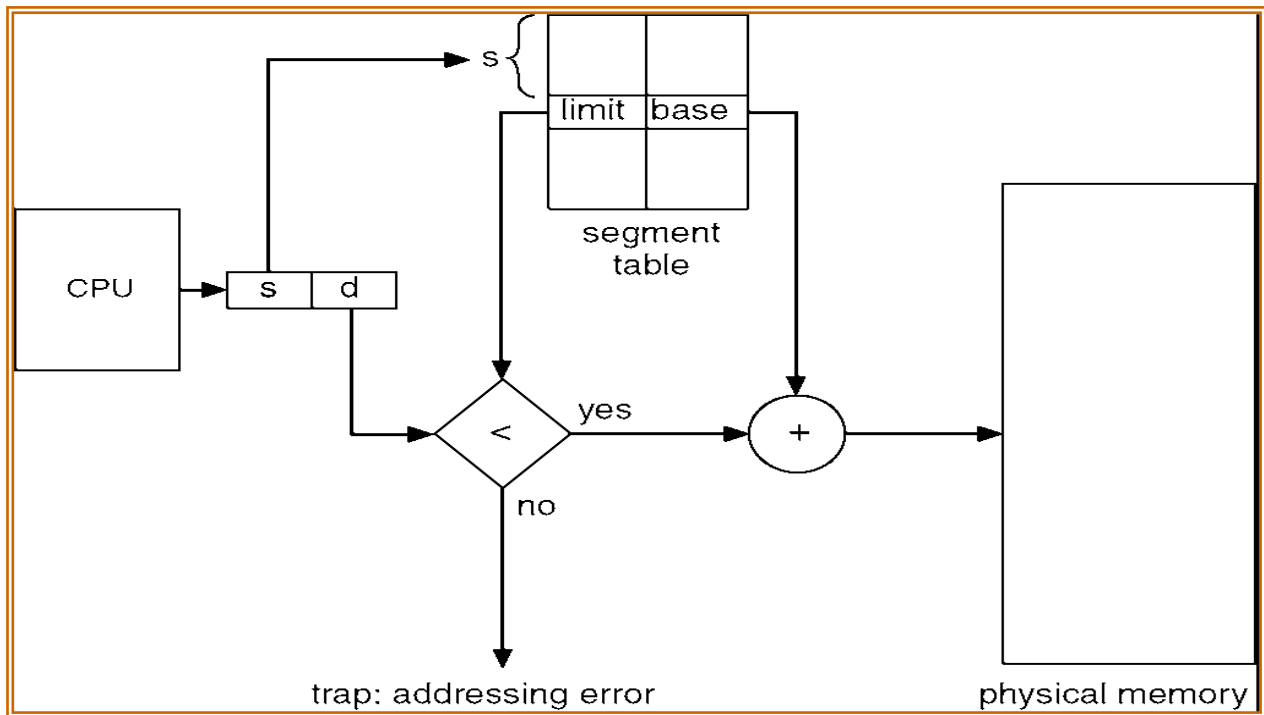 s
limit base
segment
table
CPU
s d
yes
<
+
no
trap: addressing error
physical memory